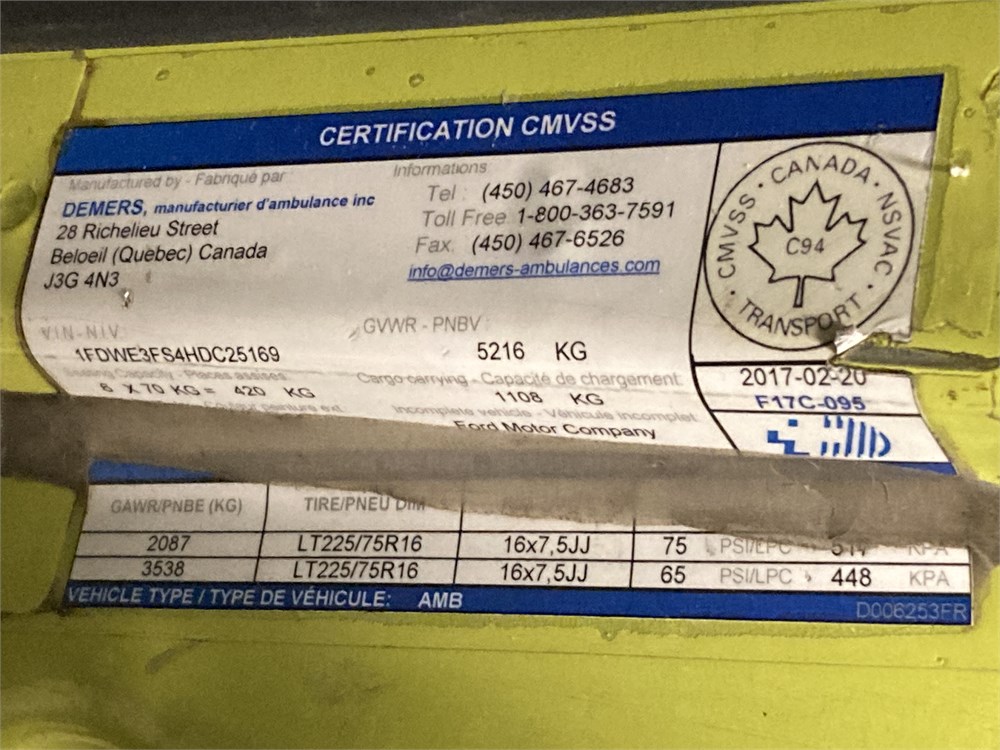 CERTIFICATION CMVSS
Manufactured by - Fabriqué par
DEMERS, manufacturier d'ambulance inc
28 Richelieu Street
Beloeil (Quebec) Canada
J3G 4N3
Informations
Tel : (450) 467-4683
Toll Free 1-800-363-7591
Fax. (450) 467-6526
info@demers-ambulances.com
CMVSS · CANADA · NSVAC · TRANSPORT ·
C94
VIN-NIV
1FDWE3FS4HDC25169
GVWR - PNBV
5216 KG
Seating Capacity - Places assises
6 X 70 KG = 420 KG
Cargo-carrying - Capacité de chargement
1108 KG
Incomplete vehicle - Véhicule incomplet
Ford Motor Company
2017-02-20
F17C-095
GAWR/PNBE (KG) TIRE/PNEU
2087 LT225/75R16 16x7,5JJ 75 PSI/LPC KPA
3538 LT225/75R16 16x7,5JJ 65 PSI/LPC 448 KPA
VEHICLE TYPE / TYPE DE VÉHICULE: AMB
D006253FR